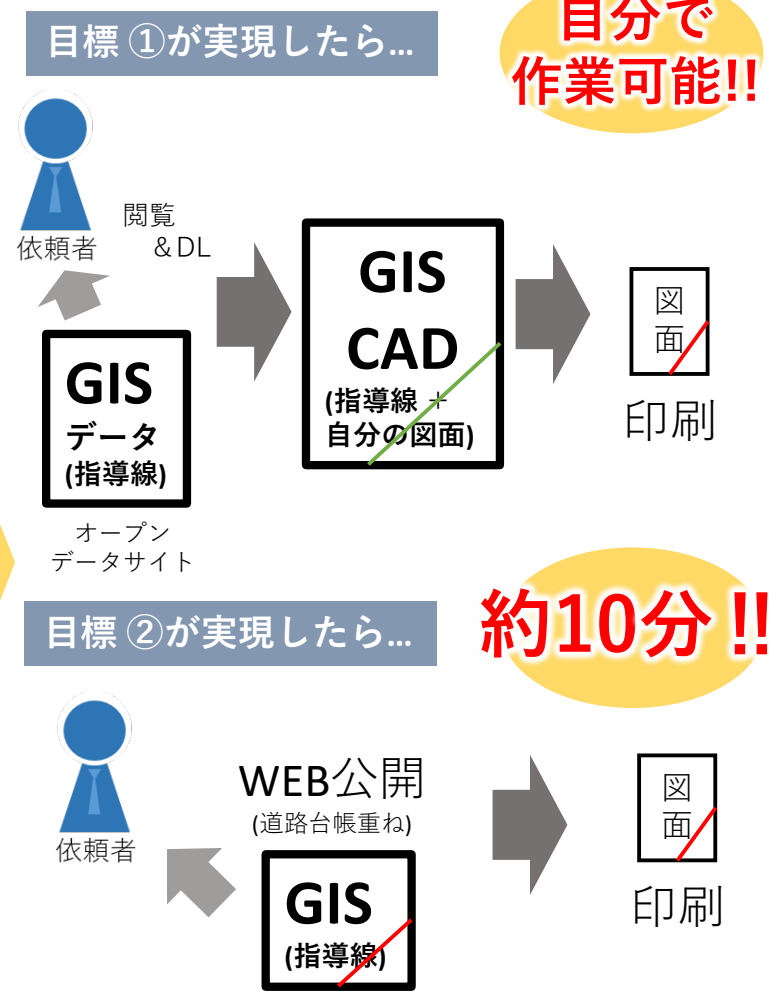 目標 ①が実現したら…
自分で
作業可能!!
依頼者
閲覧
＆DL
GIS
データ
(指導線)
オープン
データサイト
GIS
CAD
(指導線 +
自分の図面)
図
面
印刷
目標 ②が実現したら…
約10分 !!
依頼者
WEB公開
(道路台帳重ね)
GIS
(指導線)
図
面
印刷